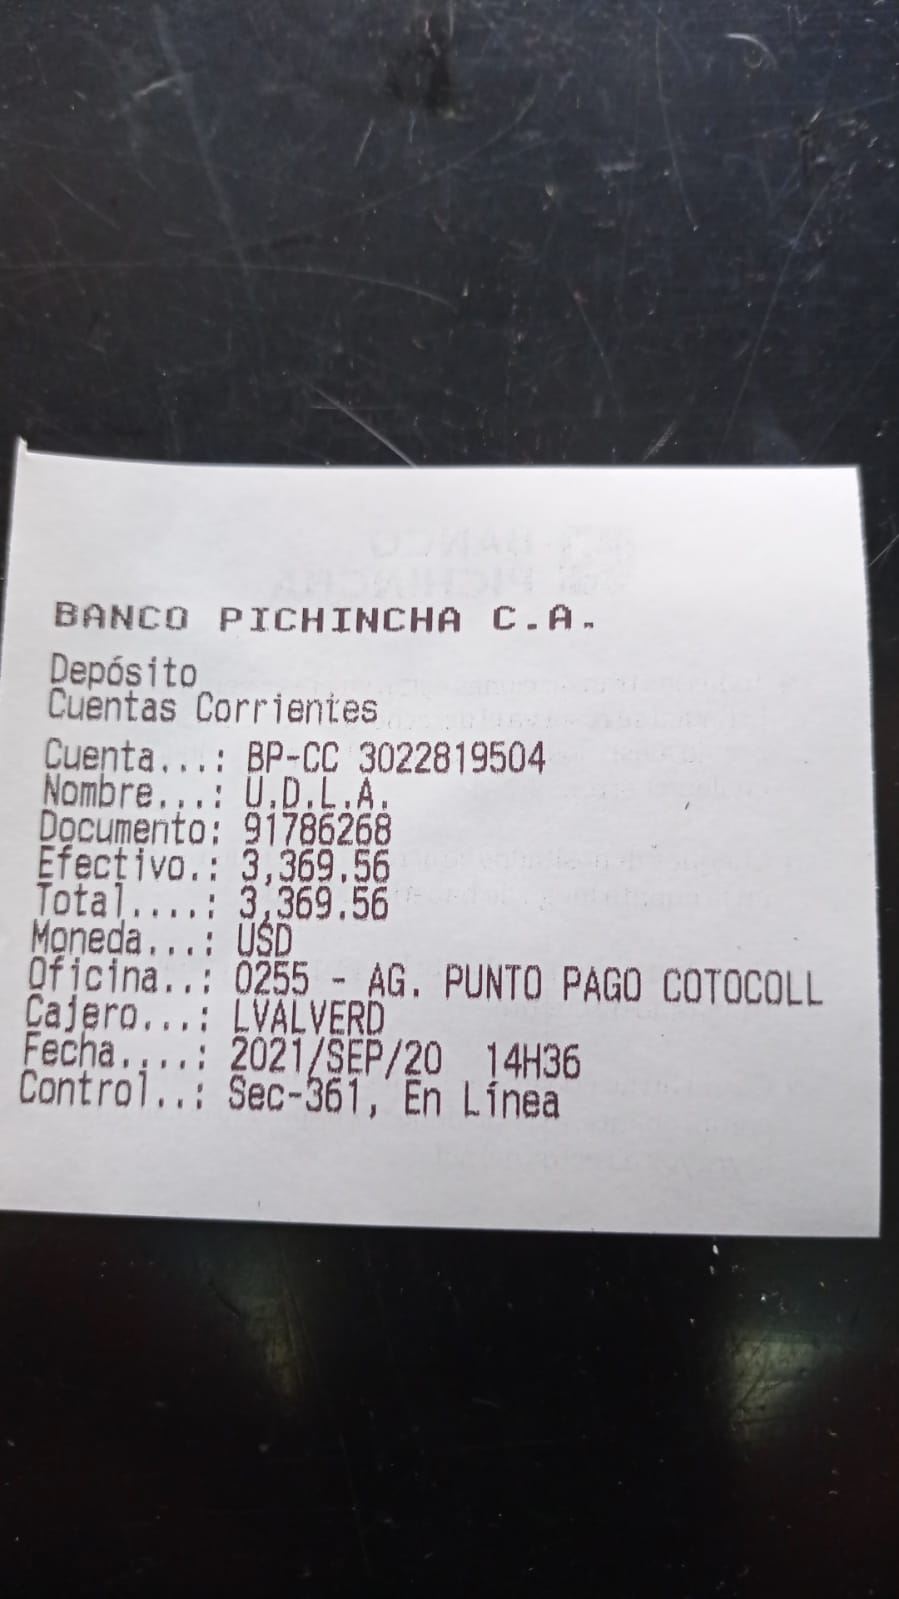 BANCO PICHINCHA C.A.
Depósito
Cuentas Corrientes
Cuenta...: BP-CC 3022819504
Nombre...: U.D.L.A.
Documento: 91786268
Efectivo.: 3,369.56
Total....: 3,369.56
Moneda...: USD
Oficina..: 0255 - AG. PUNTO PAGO COTOCOLL
Cajero...: LVALVERD
Fecha....: 2021/SEP/20 14H36
Control..: Sec-361, En Línea